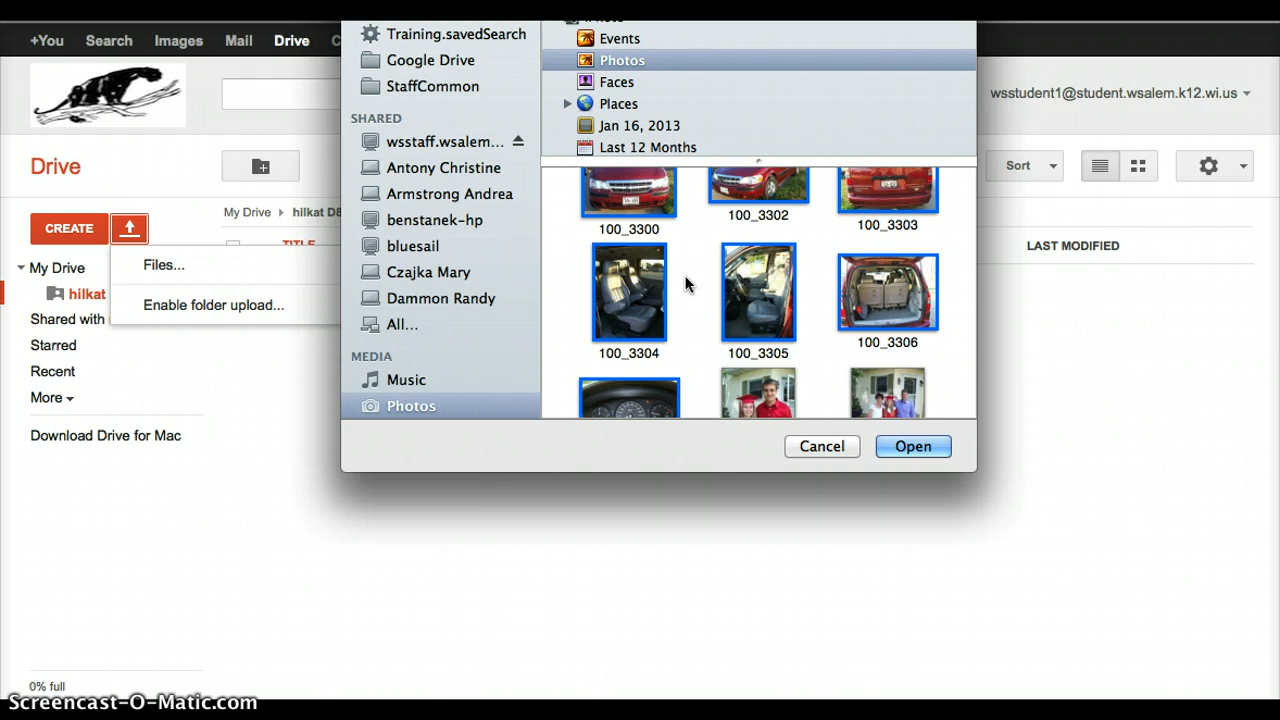 +You Search Images Mail Drive
wsstudent1@student.wsalem.k12.wi.us
Drive
Sort
CREATE
My Drive
hilkat
Shared with
Starred
Recent
More
Download Drive for Mac
0% full
My Drive hilkat D8
TITLE
LAST MODIFIED
Files...
Enable folder upload...
Training.savedSearch
Google Drive
StaffCommon
SHARED
wsstaff.wsalem...
Antony Christine
Armstrong Andrea
benstanek-hp
bluesail
Czajka Mary
Dammon Randy
All...
MEDIA
Music
Photos
Events
Photos
Faces
Places
Jan 16, 2013
Last 12 Months
100_3300 100_3302 100_3303
100_3304 100_3305 100_3306
Cancel Open
Screencast-O-Matic.com